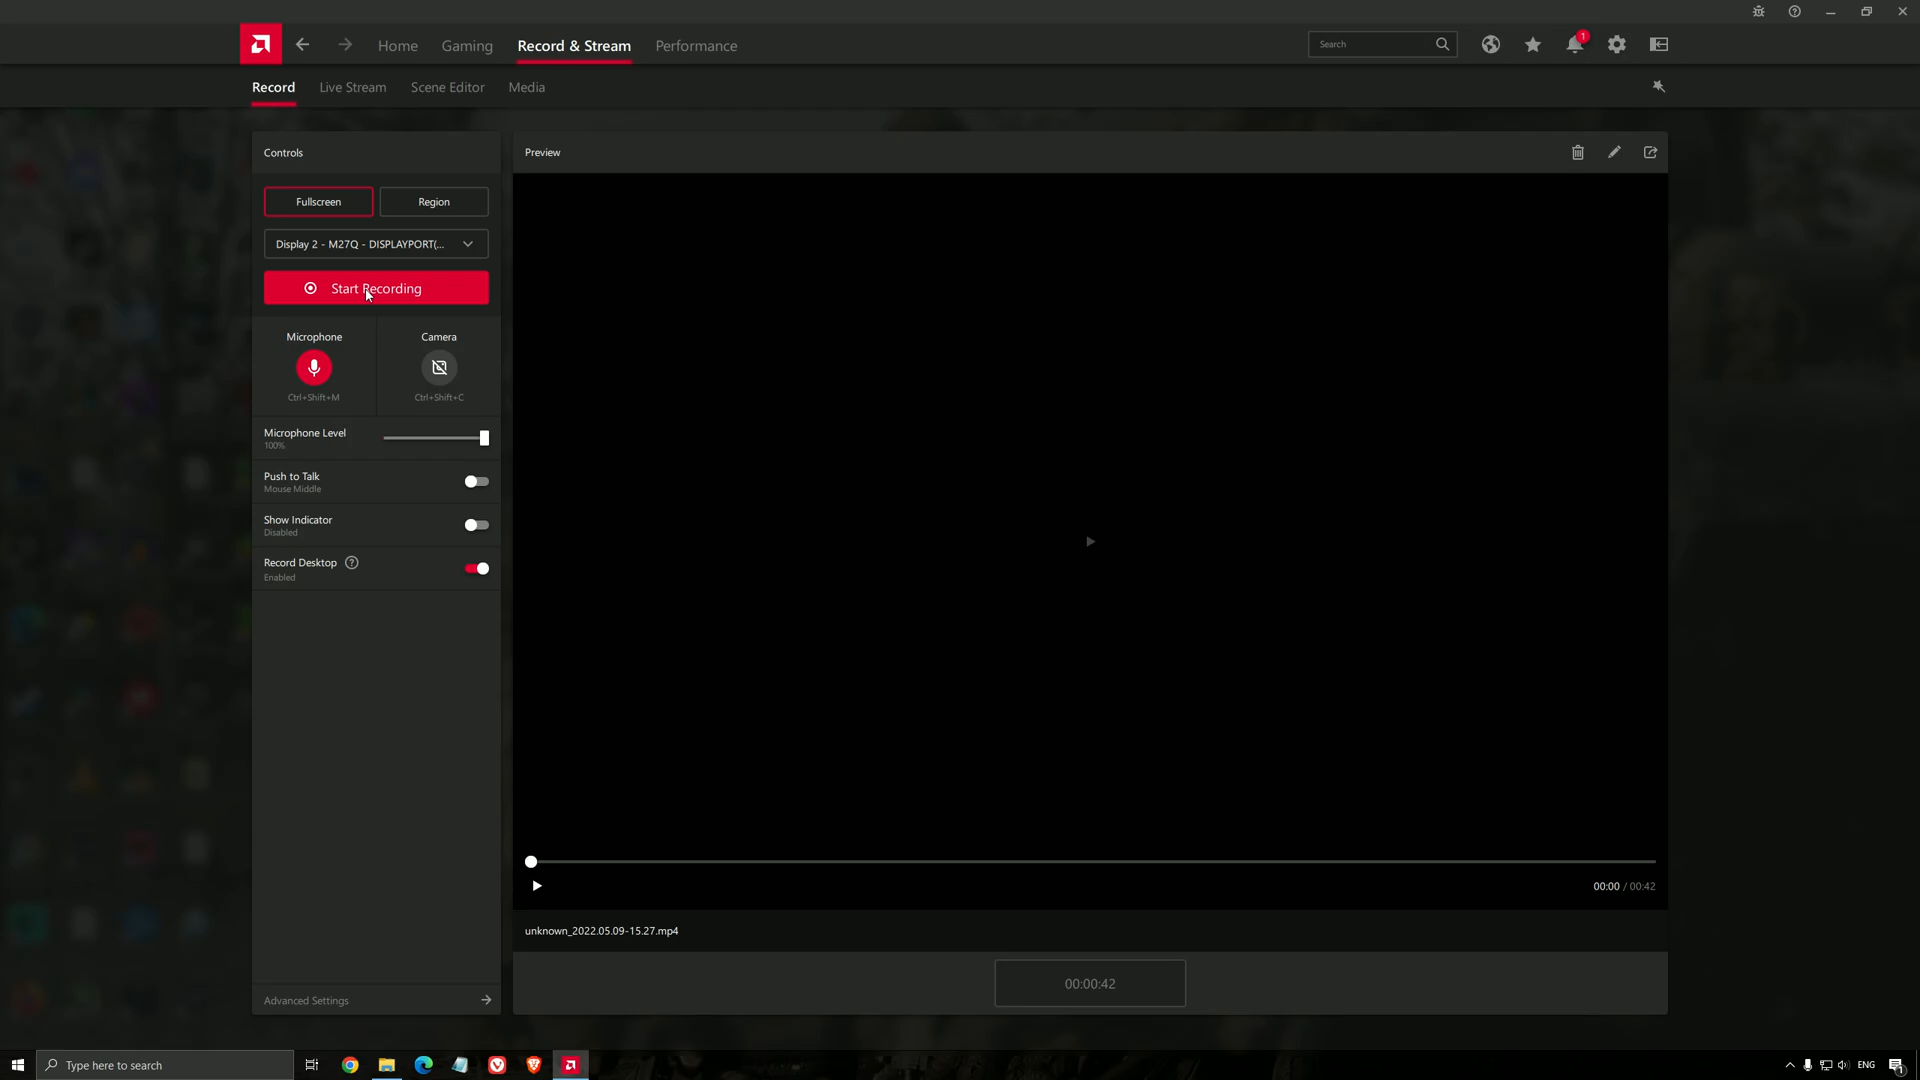 Home
Gaming
Record & Stream
Performance
Search
1
Record
Live Stream
Scene Editor
Media
Controls
Fullscreen
Region
Display 2 - M27Q - DISPLAYPORT(...
Start Recording
Microphone
Camera
Ctrl+Shift+M
Ctrl+Shift+C
Microphone Level
100%
Push to Talk
Mouse Middle
Show Indicator
Disabled
Record Desktop
?
Enabled
Advanced Settings
Preview
00:00 / 00:42
unknown_2022.05.09-15.27.mp4
00:00:42
Type here to search
ENG
1